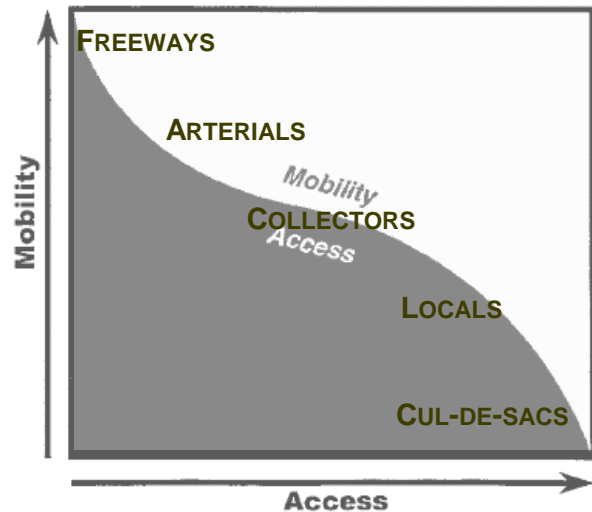 FREEWAYS
ARTERIALS
Mobility
COLLECTORS
Access
LOCALS
CUL-DE-SACS
Mobility
Access